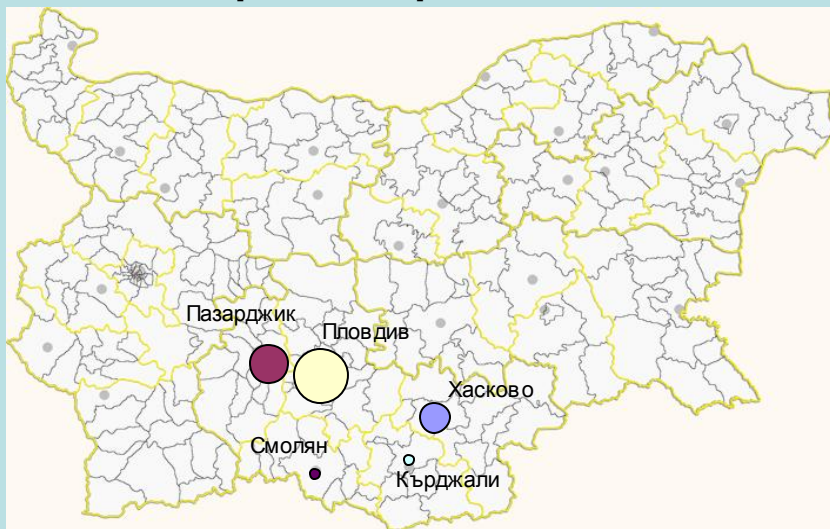 Пазарджик
Пловдив
Хасково
Смолян
Кърджали